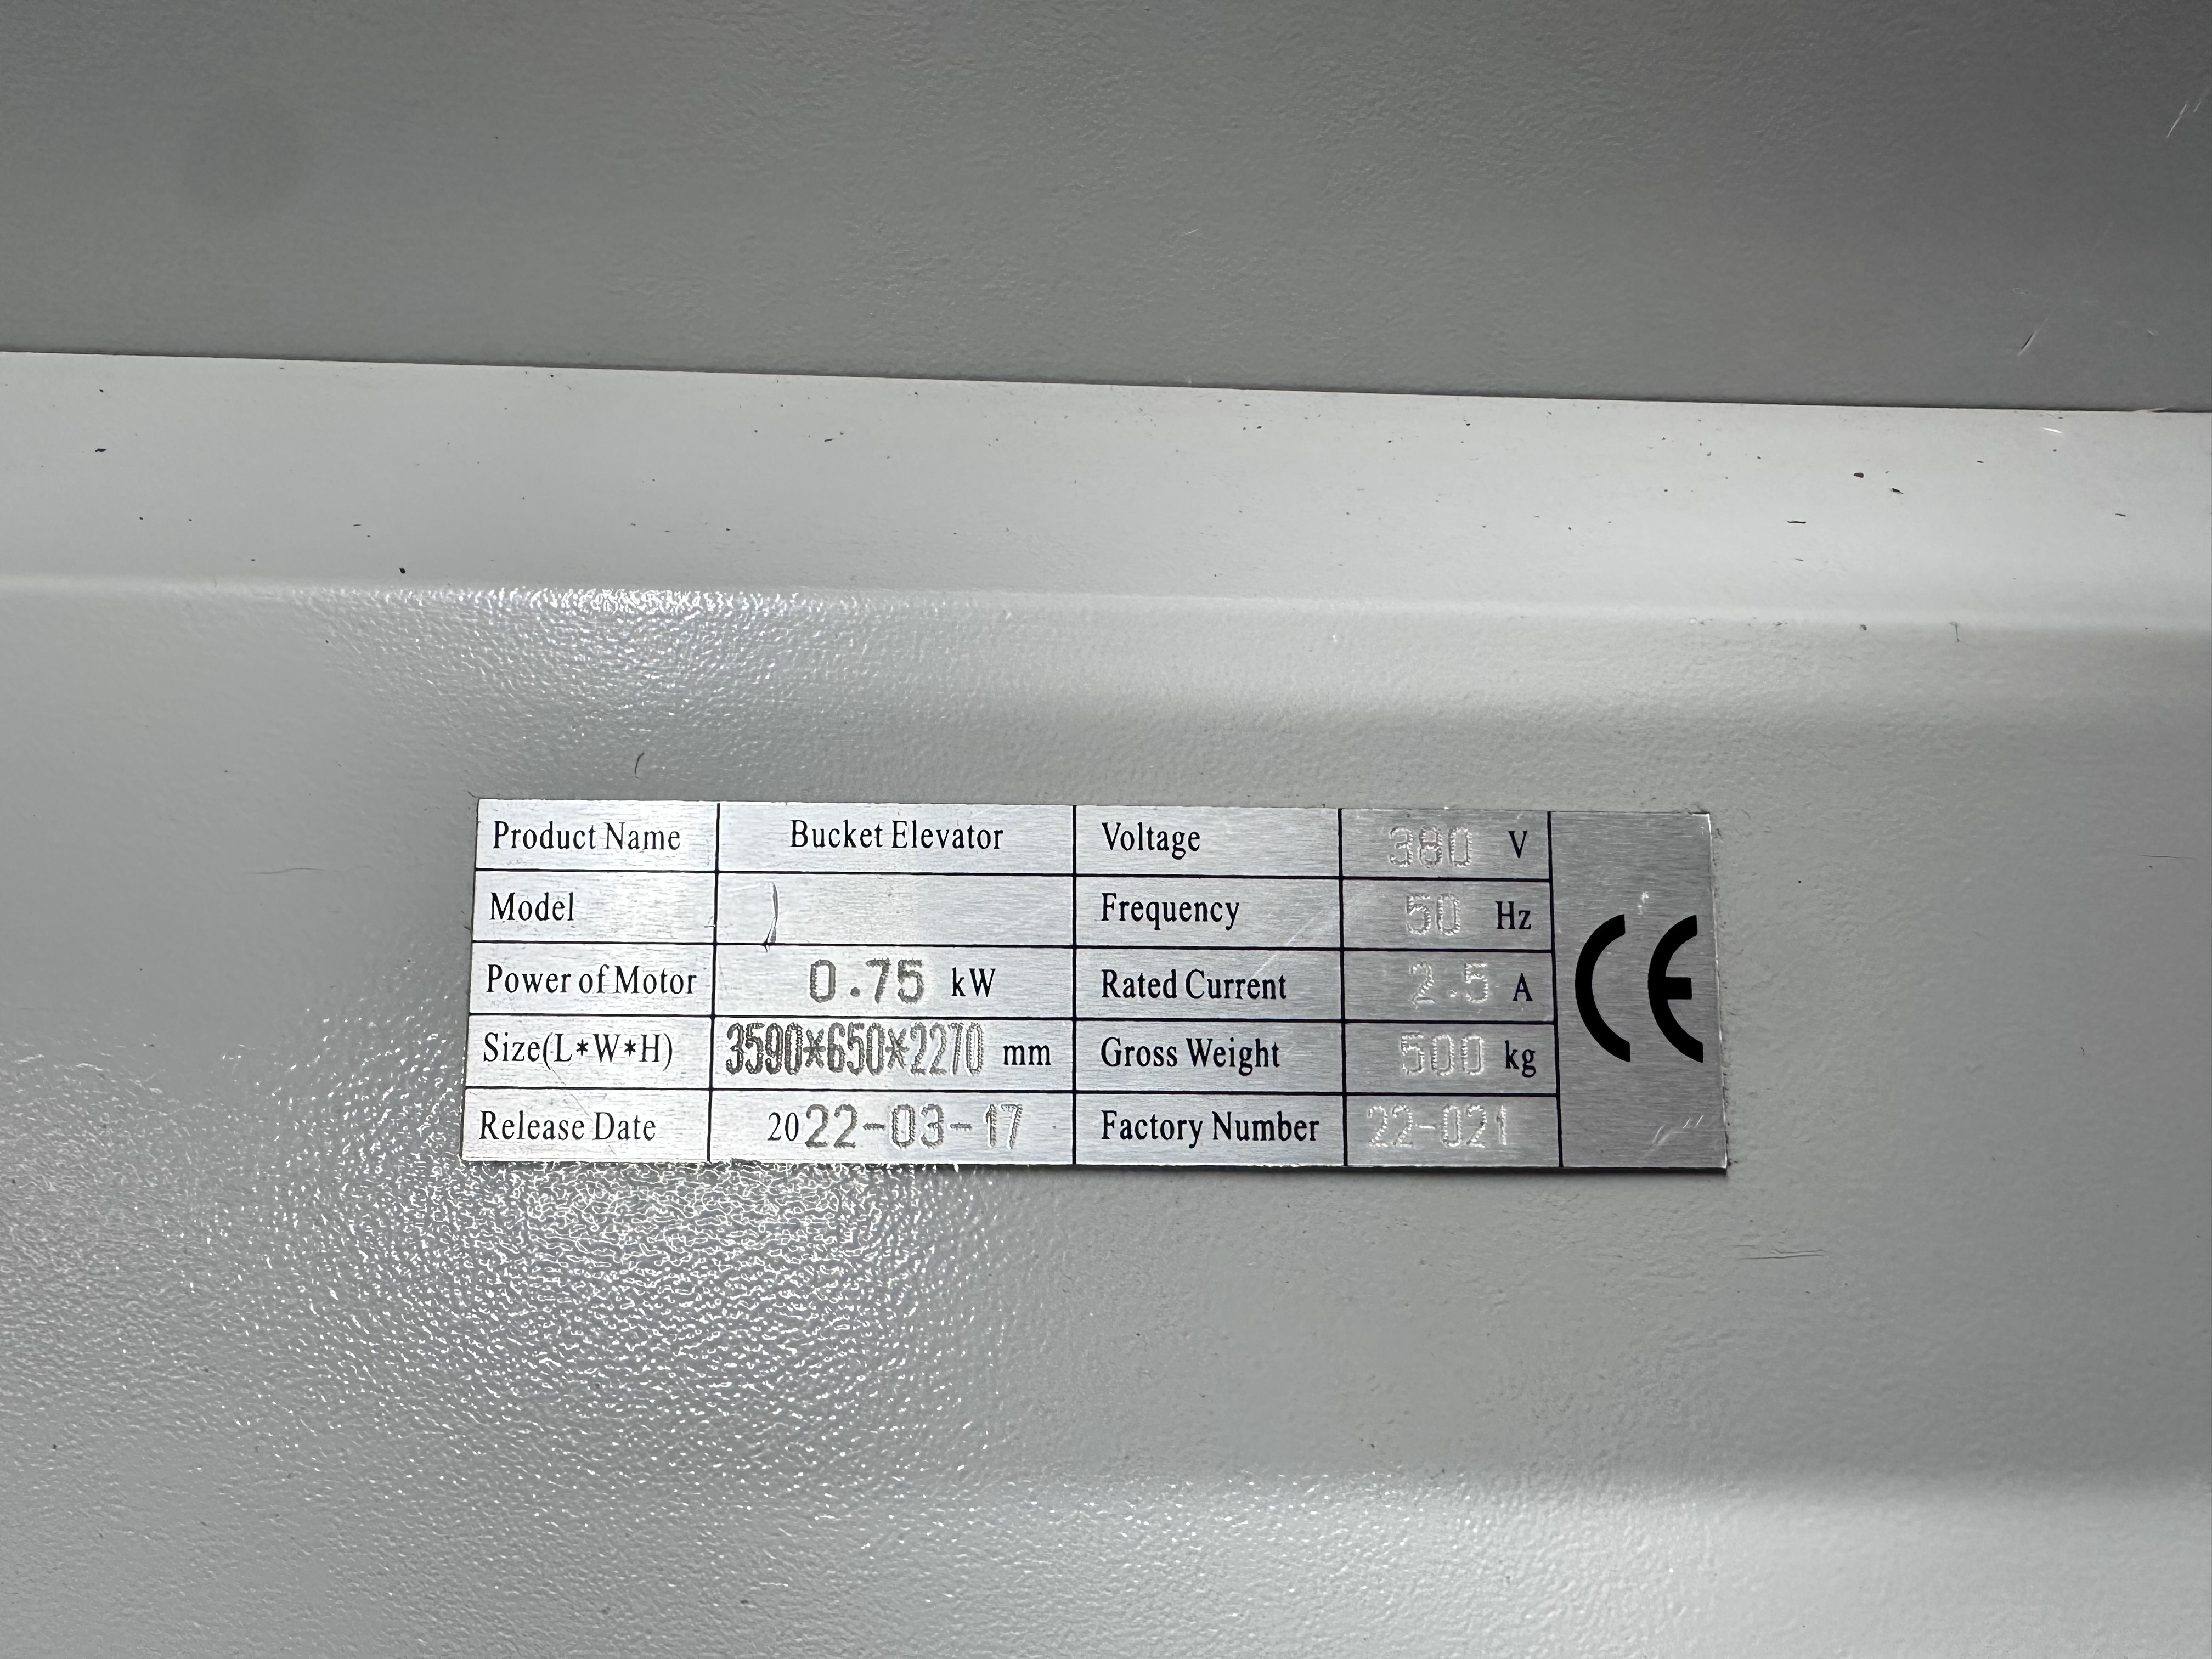 Product Name Bucket Elevator Voltage 380 V
Model Frequency 50 Hz
Power of Motor 0.75 kW Rated Current 2.5 A
Size(L*W*H) 3590*650*2270 mm Gross Weight 500 kg
Release Date 2022-03-17 Factory Number 22-021
CE